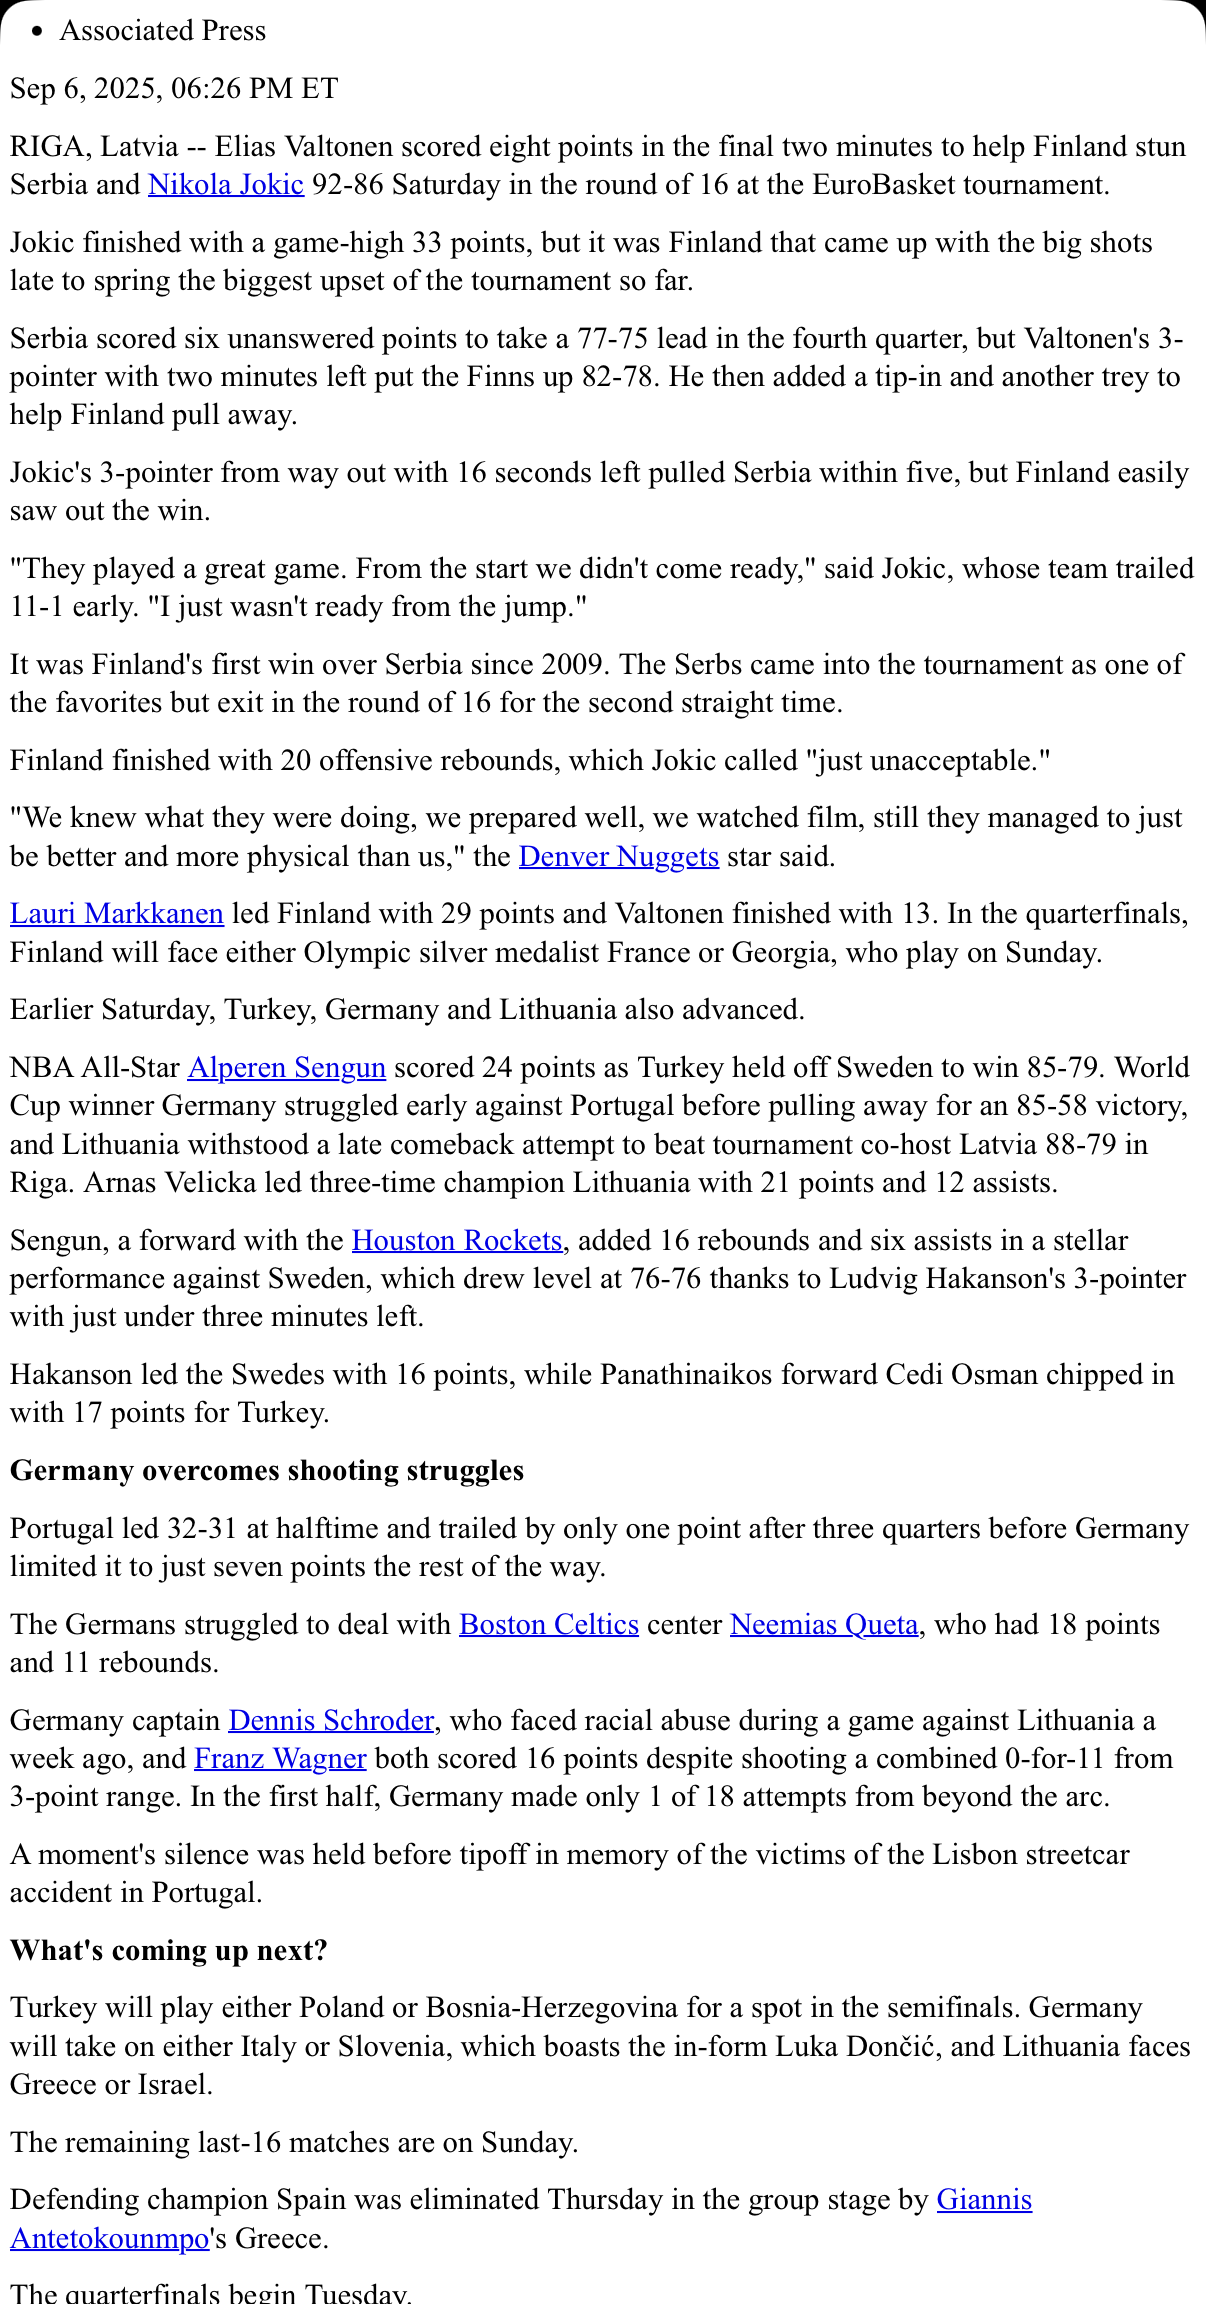 • Associated Press
Sep 6, 2025, 06:26 PM ET
RIGA, Latvia -- Elias Valtonen scored eight points in the final two minutes to help Finland stun
Serbia and Nikola Jokic 92-86 Saturday in the round of 16 at the EuroBasket tournament.
Jokic finished with a game-high 33 points, but it was Finland that came up with the big shots
late to spring the biggest upset of the tournament so far.
Serbia scored six unanswered points to take a 77-75 lead in the fourth quarter, but Valtonen's 3-
pointer with two minutes left put the Finns up 82-78. He then added a tip-in and another trey to
help Finland pull away.
Jokic's 3-pointer from way out with 16 seconds left pulled Serbia within five, but Finland easily
saw out the win.
"They played a great game. From the start we didn't come ready," said Jokic, whose team trailed
11-1 early. "I just wasn't ready from the jump."
It was Finland's first win over Serbia since 2009. The Serbs came into the tournament as one of
the favorites but exit in the round of 16 for the second straight time.
Finland finished with 20 offensive rebounds, which Jokic called "just unacceptable."
"We knew what they were doing, we prepared well, we watched film, still they managed to just
be better and more physical than us," the Denver Nuggets star said.
Lauri Markkanen led Finland with 29 points and Valtonen finished with 13. In the quarterfinals,
Finland will face either Olympic silver medalist France or Georgia, who play on Sunday.
Earlier Saturday, Turkey, Germany and Lithuania also advanced.
NBA All-Star Alperen Sengun scored 24 points as Turkey held off Sweden to win 85-79. World
Cup winner Germany struggled early against Portugal before pulling away for an 85-58 victory,
and Lithuania withstood a late comeback attempt to beat tournament co-host Latvia 88-79 in
Riga. Arnas Velicka led three-time champion Lithuania with 21 points and 12 assists.
Sengun, a forward with the Houston Rockets, added 16 rebounds and six assists in a stellar
performance against Sweden, which drew level at 76-76 thanks to Ludvig Hakanson's 3-pointer
with just under three minutes left.
Hakanson led the Swedes with 16 points, while Panathinaikos forward Cedi Osman chipped in
with 17 points for Turkey.
Germany overcomes shooting struggles
Portugal led 32-31 at halftime and trailed by only one point after three quarters before Germany
limited it to just seven points the rest of the way.
The Germans struggled to deal with Boston Celtics center Neemias Queta, who had 18 points
and 11 rebounds.
Germany captain Dennis Schroder, who faced racial abuse during a game against Lithuania a
week ago, and Franz Wagner both scored 16 points despite shooting a combined 0-for-11 from
3-point range. In the first half, Germany made only 1 of 18 attempts from beyond the arc.
A moment's silence was held before tipoff in memory of the victims of the Lisbon streetcar
accident in Portugal.
What's coming up next?
Turkey will play either Poland or Bosnia-Herzegovina for a spot in the semifinals. Germany
will take on either Italy or Slovenia, which boasts the in-form Luka Dončić, and Lithuania faces
Greece or Israel.
The remaining last-16 matches are on Sunday.
Defending champion Spain was eliminated Thursday in the group stage by Giannis
Antetokounmpo's Greece.
The quarterfinals begin Tuesday.